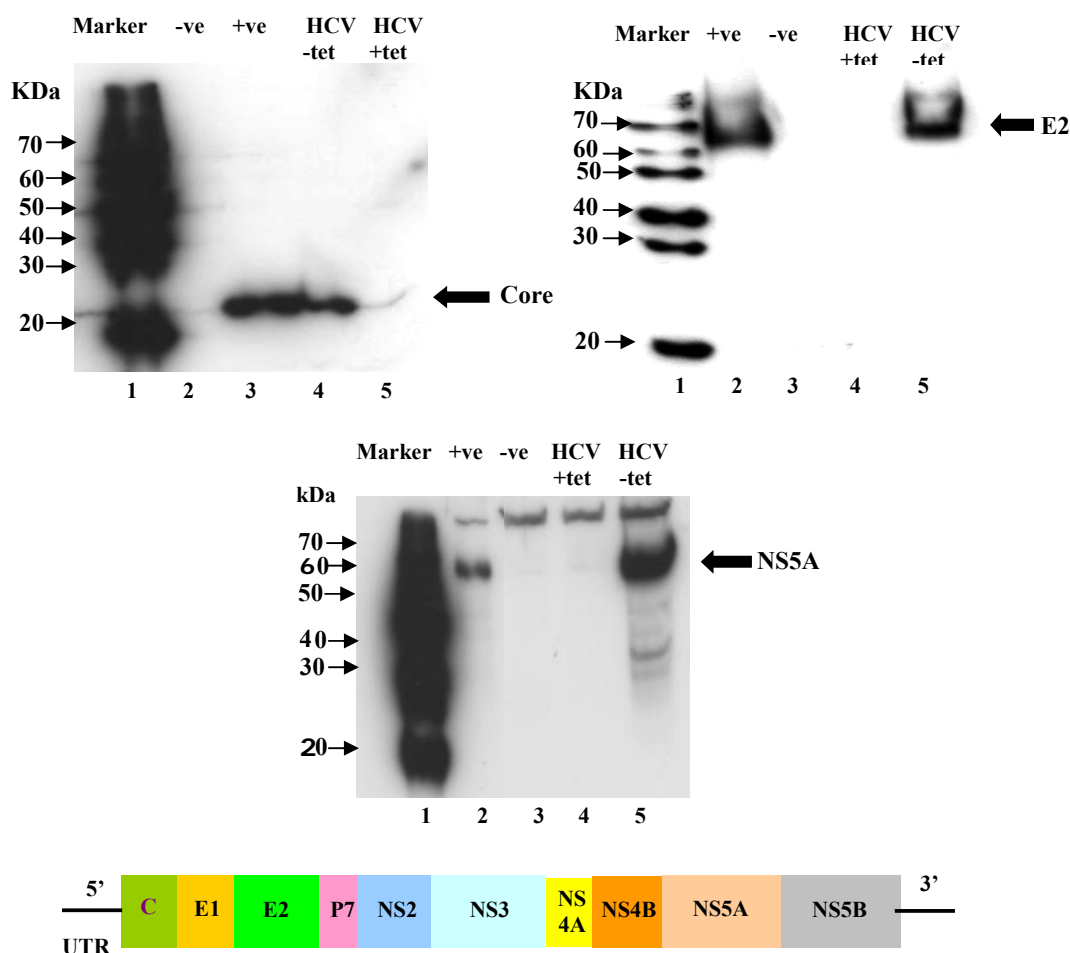 Marker -ve +ve HCV -tet HCV +tet
KDa
70
60
50
40
30
20
Core
1 2 3 4 5
Marker +ve -ve HCV +tet HCV -tet
KDa
70
60
50
40
30
20
E2
1 2 3 4 5
Marker +ve -ve HCV +tet HCV -tet
kDa
70
60
50
40
30
20
NS5A
1 2 3 4 5
5’ 3’
C E1 E2 P7 NS2 NS3 NS 4A NS4B NS5A NS5B
UTR